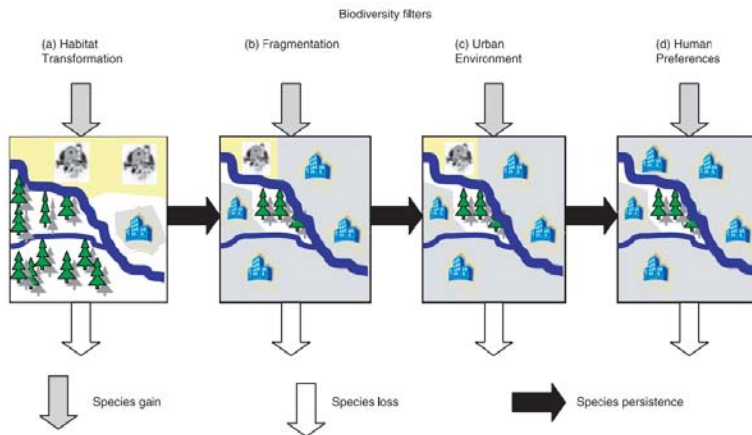 Biodiversity filters
(a) Habitat
Transformation
(b) Fragmentation
(c) Urban
Environment
(d) Human
Preferences
Species gain
Species loss
Species persistence